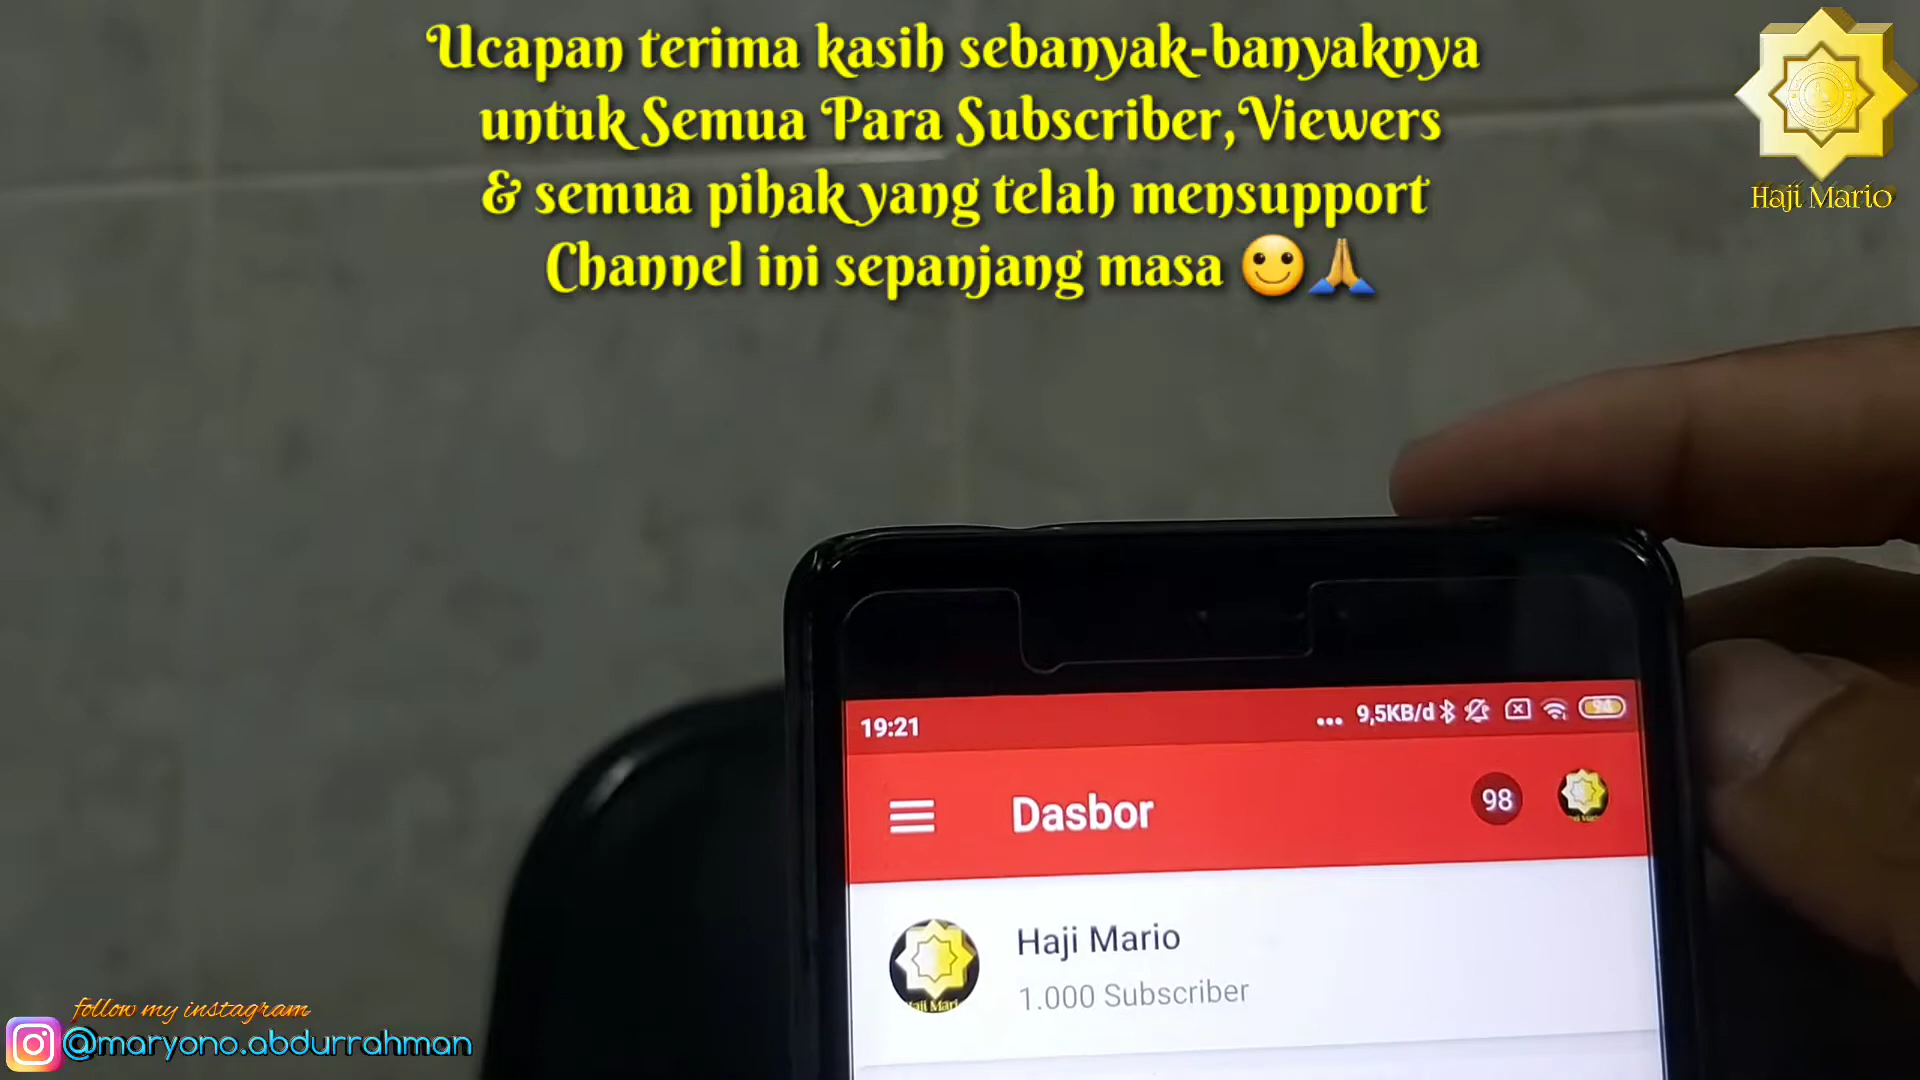 Ucapan terima kasih sebanyak-banyaknya
untuk Semua Para Subscriber,Viewers
& semua pihak yang telah mensupport
Channel ini sepanjang masa 🙂🙏
Haji Mario
19:21
... 9,5KB/d
94
Dasbor
98
Haji Mario
1.000 Subscriber
follow my instagram
@maryono.abdurrahman